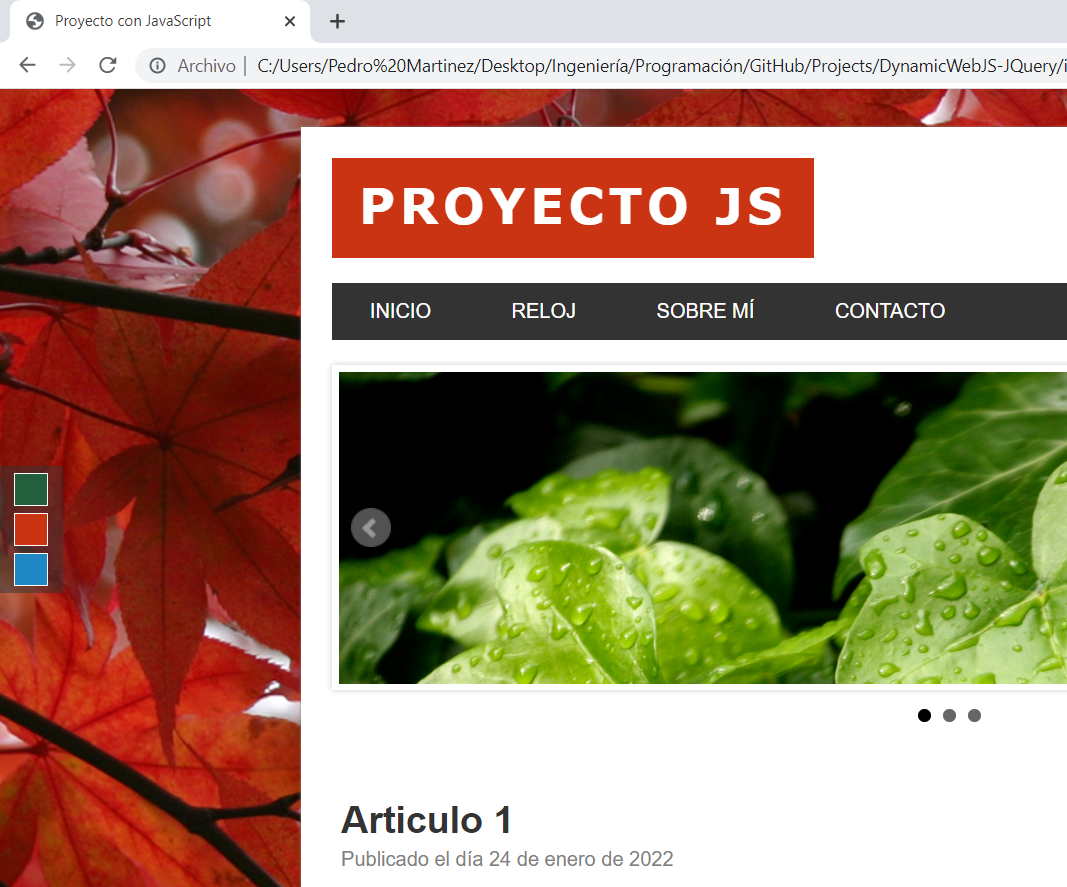 Proyecto con JavaScript
Archivo | C:/Users/Pedro%20Martinez/Desktop/Ingeniería/Programación/GitHub/Projects/DynamicWebJS-JQuery/i
PROYECTO JS
INICIO RELOJ SOBRE MÍ CONTACTO
Articulo 1
Publicado el día 24 de enero de 2022